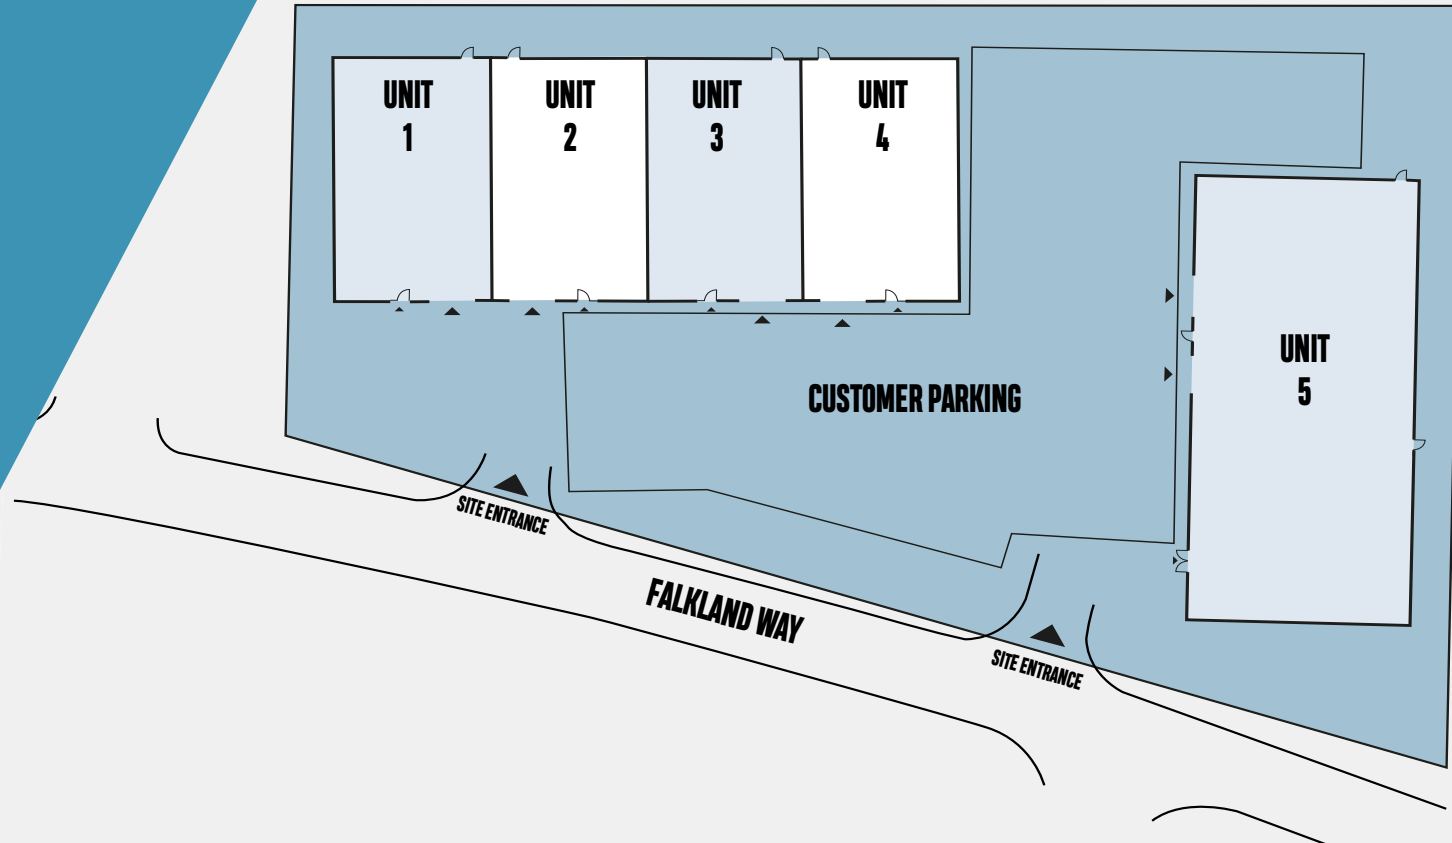 UNIT
1
UNIT
2
UNIT
3
UNIT
4
UNIT
5
CUSTOMER PARKING
SITE ENTRANCE
FALKLAND WAY
SITE ENTRANCE